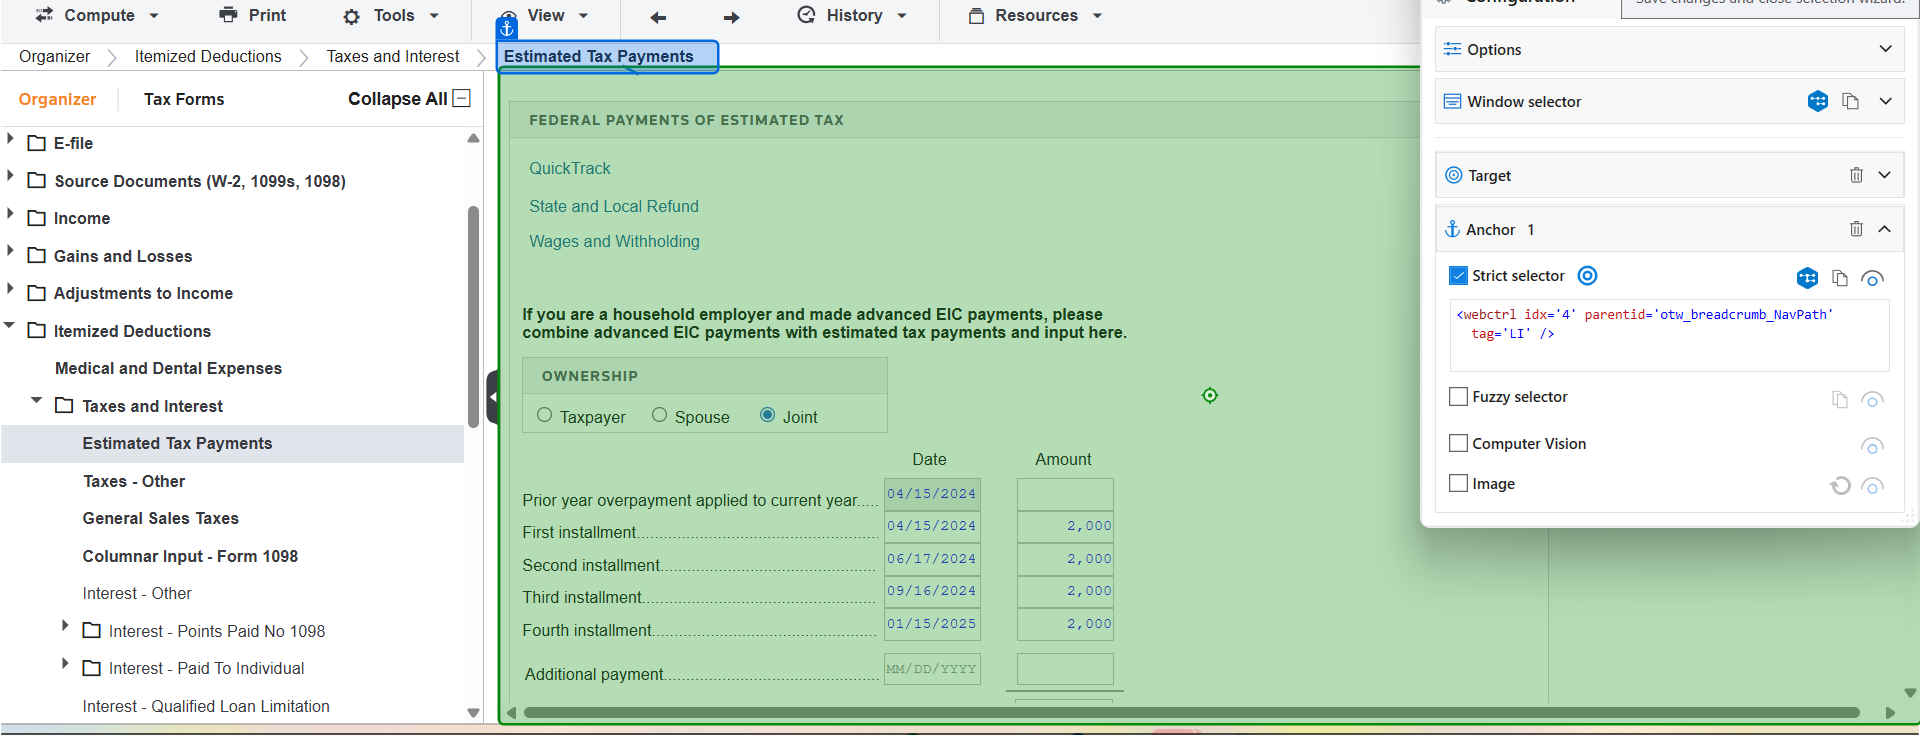 Compute
Print
Tools
View
History
Resources
Organizer
Itemized Deductions
Taxes and Interest
Estimated Tax Payments
Organizer
Tax Forms
Collapse All
E-file
Source Documents (W-2, 1099s, 1098)
Income
Gains and Losses
Adjustments to Income
Itemized Deductions
Medical and Dental Expenses
Taxes and Interest
Estimated Tax Payments
Taxes - Other
General Sales Taxes
Columnar Input - Form 1098
Interest - Other
Interest - Points Paid No 1098
Interest - Paid To Individual
Interest - Qualified Loan Limitation
FEDERAL PAYMENTS OF ESTIMATED TAX
QuickTrack
State and Local Refund
Wages and Withholding
If you are a household employer and made advanced EIC payments, please
combine advanced EIC payments with estimated tax payments and input here.
OWNERSHIP
Taxpayer
Spouse
Joint
Date Amount
Prior year overpayment applied to current year..... 04/15/2024
First installment 04/15/2024 2,000
Second installment 06/17/2024 2,000
Third installment 09/16/2024 2,000
Fourth installment 01/15/2025 2,000
Additional payment MM/DD/YYYY
Configuration
Save changes and close selection wizard.
Options
Window selector
Target
Anchor 1
Strict selector
<webctrl idx='4' parentid='otw_breadcrumb_NavPath'
tag='LI' />
Fuzzy selector
Computer Vision
Image